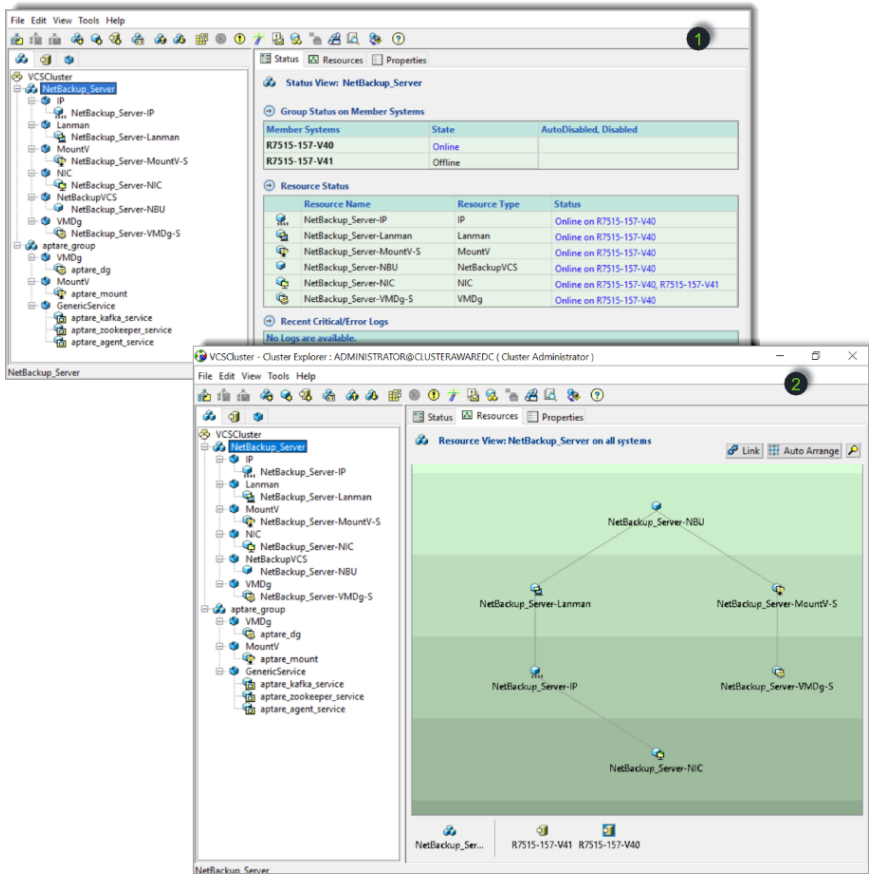 File Edit View Tools Help
1
Status Resources Properties
VCSCluster
NetBackup_Server
IP
NetBackup_Server-IP
Lanman
NetBackup_Server-Lanman
MountV
NetBackup_Server-MountV-S
NIC
NetBackup_Server-NIC
NetBackupVCS
NetBackup_Server-NBU
VMDg
NetBackup_Server-VMDg-S
aptare_group
VMDg
aptare_dg
MountV
aptare_mount
GenericService
aptare_kafka_service
aptare_zookeeper_service
aptare_agent_service
NetBackup_Server
Status View: NetBackup_Server
Group Status on Member Systems
Member Systems State AutoDisabled, Disabled
R7515-157-V40 Online
R7515-157-V41 Offline
Resource Status
Resource Name Resource Type Status
NetBackup_Server-IP IP Online on R7515-157-V40
NetBackup_Server-Lanman Lanman Online on R7515-157-V40
NetBackup_Server-MountV-S MountV Online on R7515-157-V40
NetBackup_Server-NBU NetBackupVCS Online on R7515-157-V40
NetBackup_Server-NIC NIC Online on R7515-157-V40, R7515-157-V41
NetBackup_Server-VMDg-S VMDg Online on R7515-157-V40
Recent Critical/Error Logs
No Logs are available.
VCSCluster - Cluster Explorer : ADMINISTRATOR@CLUSTERAWAREDC ( Cluster Administrator )
File Edit View Tools Help
2
Status Resources Properties
VCSCluster
NetBackup_Server
IP
NetBackup_Server-IP
Lanman
NetBackup_Server-Lanman
MountV
NetBackup_Server-MountV-S
NIC
NetBackup_Server-NIC
NetBackupVCS
NetBackup_Server-NBU
VMDg
NetBackup_Server-VMDg-S
aptare_group
VMDg
aptare_dg
MountV
aptare_mount
GenericService
aptare_kafka_service
aptare_zookeeper_service
aptare_agent_service
Resource View: NetBackup_Server on all systems
Link Auto Arrange
NetBackup_Server-NBU
NetBackup_Server-Lanman NetBackup_Server-MountV-S
NetBackup_Server-IP NetBackup_Server-VMDg-S
NetBackup_Server-NIC
NetBackup_Ser... R7515-157-V41 R7515-157-V40
NetBackup_Server